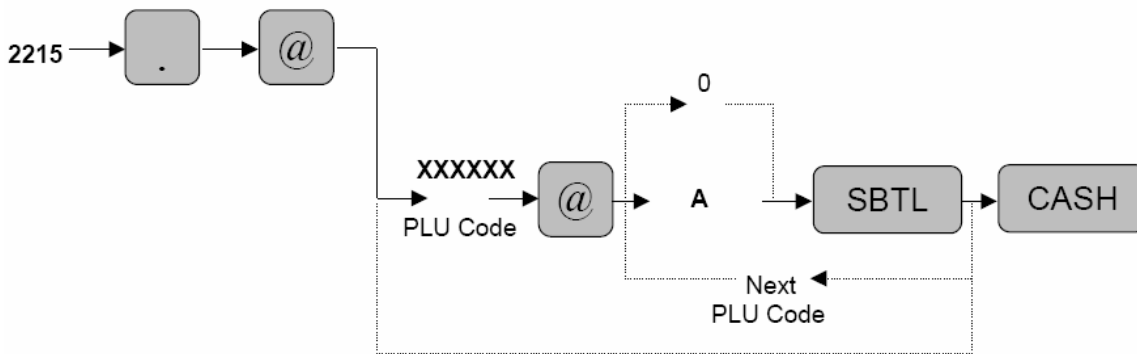 2215
.
@
XXXXXX
PLU Code
@
0
A
SBTL
CASH
Next
PLU Code